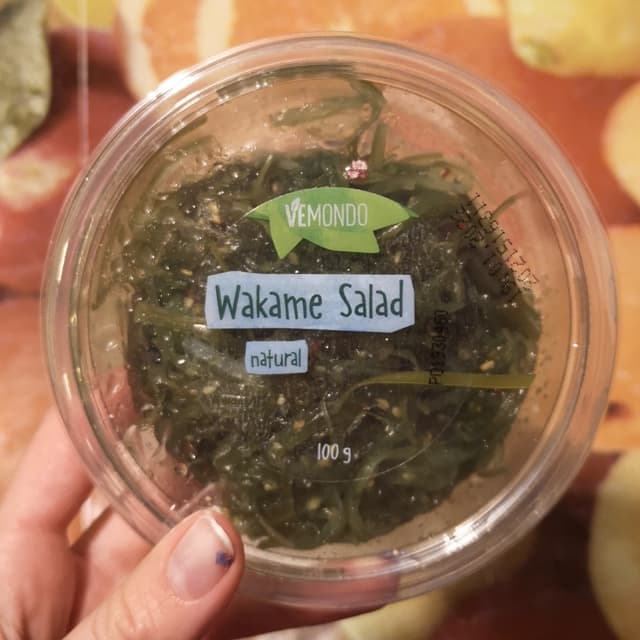 VEMONDO
Wakame Salad
natural
100 g